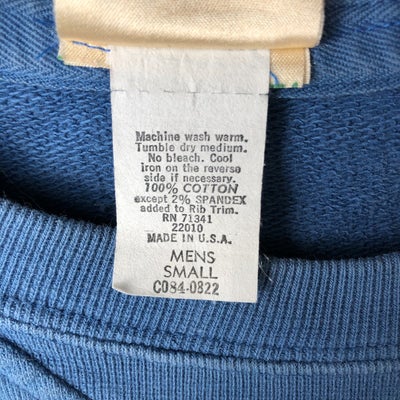 Machine wash warm.
Tumble dry medium.
No bleach. Cool
iron on the reverse
side if necessary.
100% COTTON
except 2% SPANDEX
added to Rib Trim.
RN 71341
22010
MADE IN U.S.A.
MENS
SMALL
C084-0822